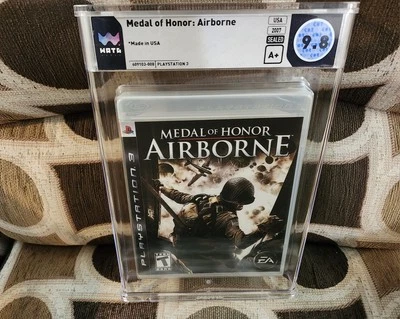 Medal of Honor: Airborne
USA
2007
SEALED
9.8
WATA
*Made in USA
A+
PLAYSTATION 3
MEDAL OF HONOR
AIRBORNE
PLAYSTATION 3
TEEN
T
EA